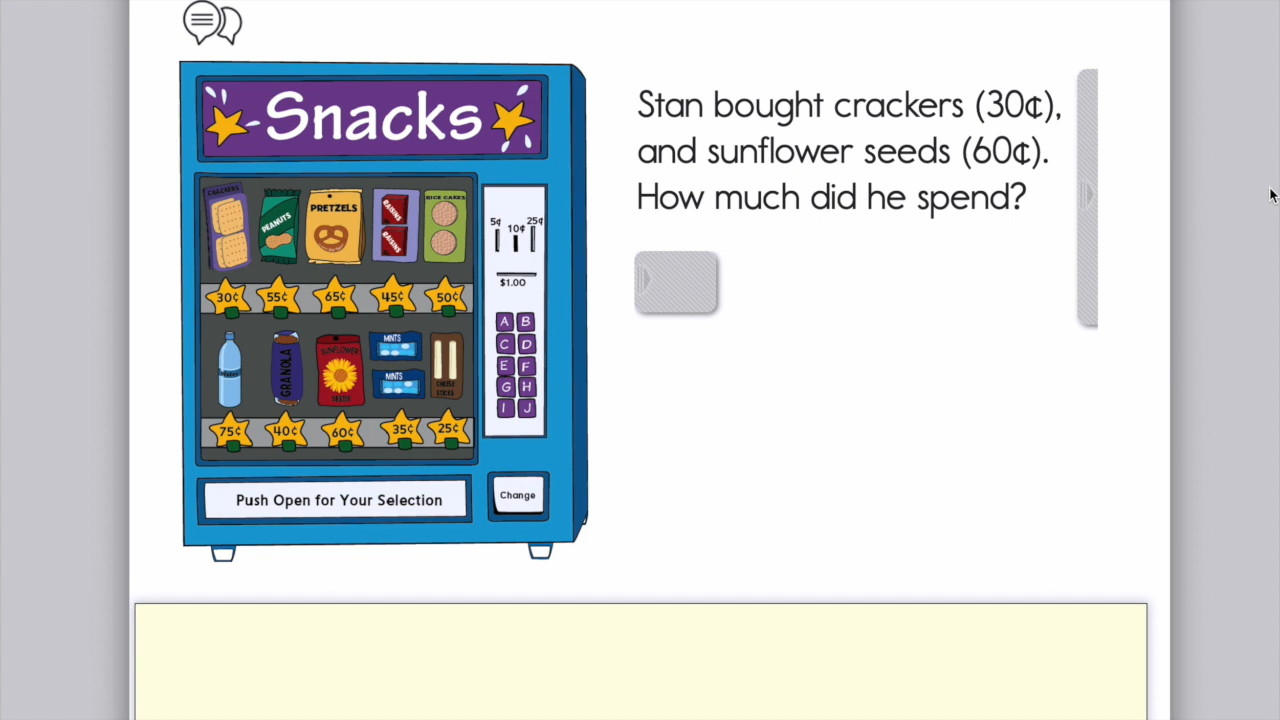 Snacks
Stan bought crackers (30¢),
and sunflower seeds (60¢).
How much did he spend?
CRACKERS
PEANUTS
PRETZELS
RAISINS
RAISINS
RICE CAKES
5¢ 10¢ 25¢
$1.00
30¢ 55¢ 65¢ 45¢ 50¢
A B
C D
E F
G H
I J
Water
GRANOLA
SUNFLOWER
SEEDS
MINTS
MINTS
CHEESE
STICKS
75¢ 40¢ 60¢ 35¢ 25¢
Push Open for Your Selection
Change